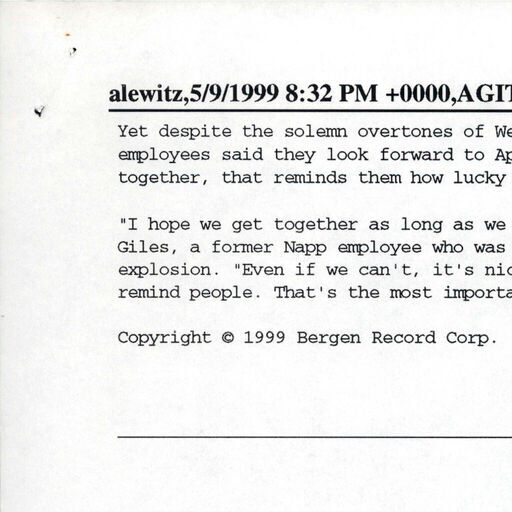 alewitz,5/9/1999 8:32 PM +0000,AGIT
Yet despite the solemn overtones of We
employees said they look forward to Ap
together, that reminds them how lucky
"I hope we get together as long as we
Giles, a former Napp employee who was
explosion. "Even if we can't, it's nic
remind people. That's the most importa
Copyright © 1999 Bergen Record Corp.